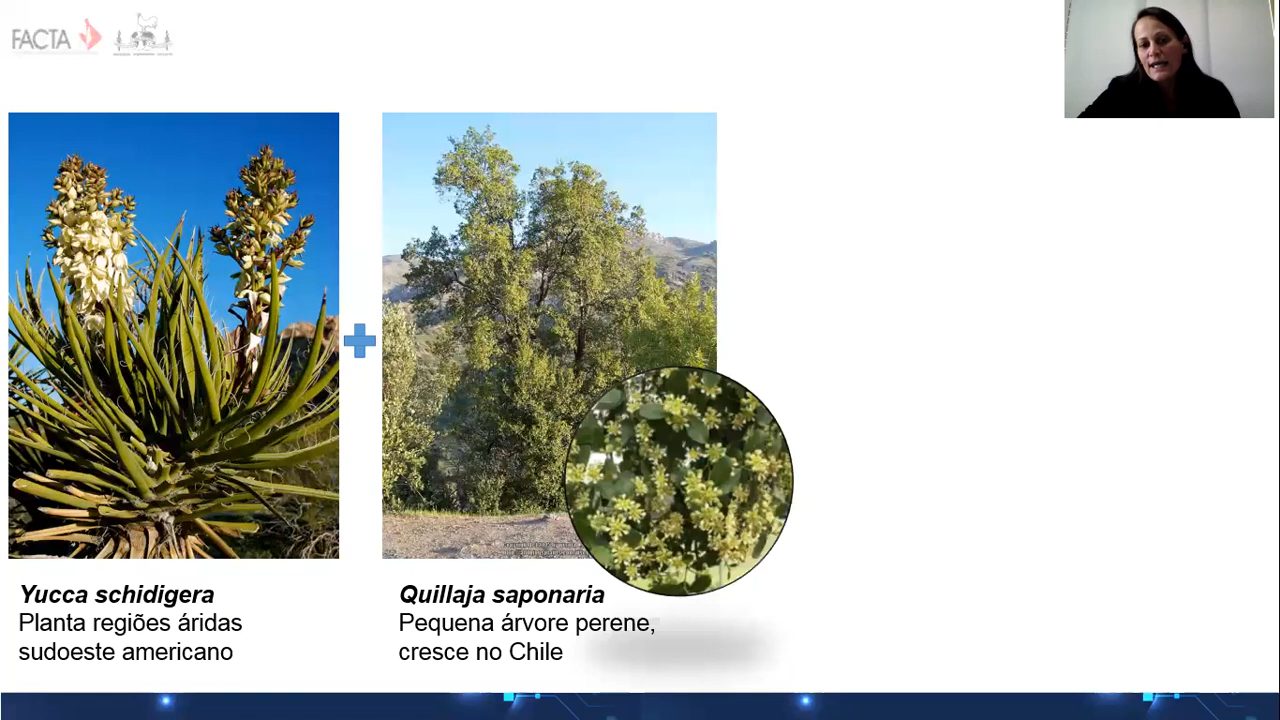 FACTA
Yucca schidigera
Planta regiões áridas
sudoeste americano
Quillaja saponaria
Pequena árvore perene,
cresce no Chile